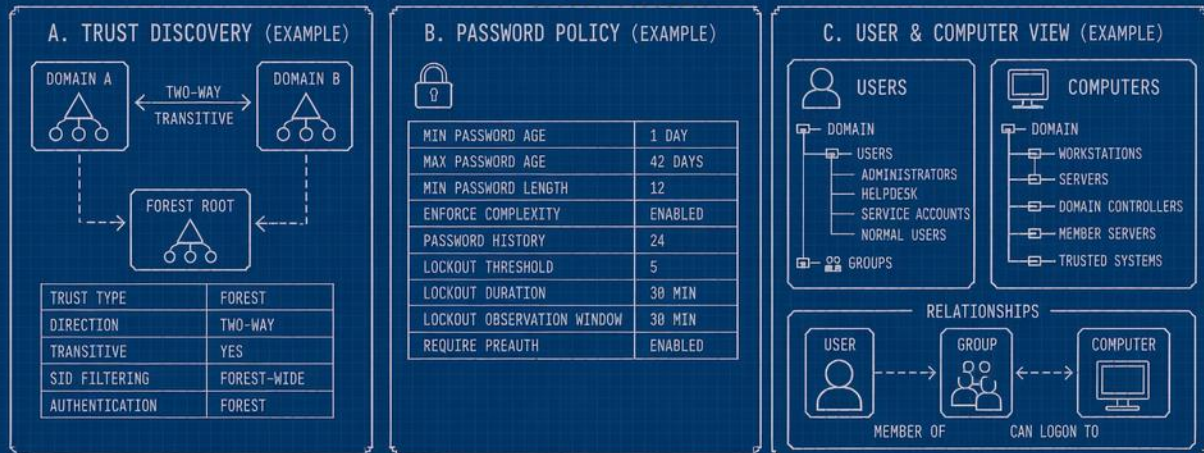 A. TRUST DISCOVERY (EXAMPLE)
DOMAIN A
TWO-WAY
TRANSITIVE
DOMAIN B
FOREST ROOT
TRUST TYPE FOREST
DIRECTION TWO-WAY
TRANSITIVE YES
SID FILTERING FOREST-WIDE
AUTHENTICATION FOREST
B. PASSWORD POLICY (EXAMPLE)
MIN PASSWORD AGE 1 DAY
MAX PASSWORD AGE 42 DAYS
MIN PASSWORD LENGTH 12
ENFORCE COMPLEXITY ENABLED
PASSWORD HISTORY 24
LOCKOUT THRESHOLD 5
LOCKOUT DURATION 30 MIN
LOCKOUT OBSERVATION WINDOW 30 MIN
REQUIRE PREAUTH ENABLED
C. USER & COMPUTER VIEW (EXAMPLE)
USERS
DOMAIN
USERS
ADMINISTRATORS
HELPDESK
SERVICE ACCOUNTS
NORMAL USERS
GROUPS
COMPUTERS
DOMAIN
WORKSTATIONS
SERVERS
DOMAIN CONTROLLERS
MEMBER SERVERS
TRUSTED SYSTEMS
RELATIONSHIPS
USER
GROUP
COMPUTER
MEMBER OF
CAN LOGON TO